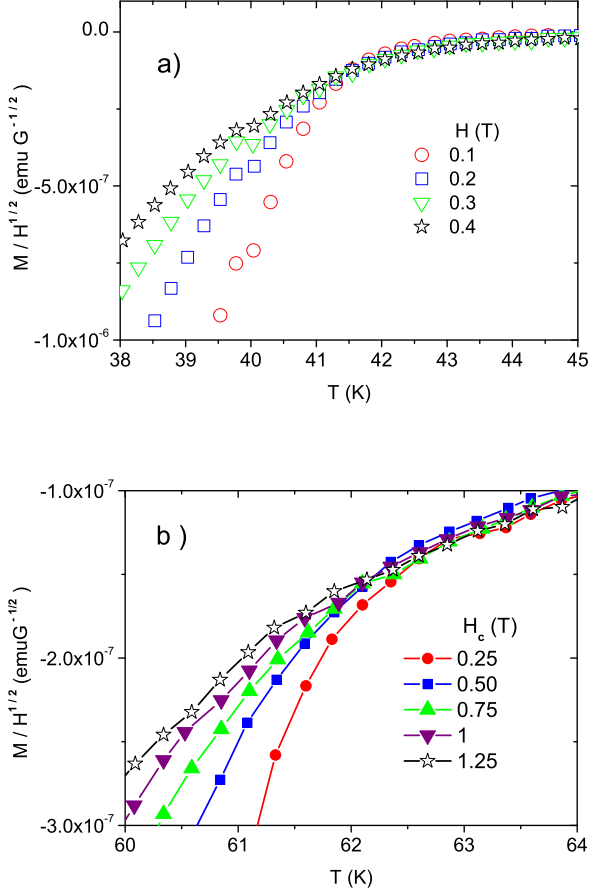 0.0
a)
H (T)
0.1
0.2
0.3
0.4
-5.0x10⁻⁷
-1.0x10⁻⁶
M / H^1/2 (emu G^-1/2)
38 39 40 41 42 43 44 45
T (K)
-1.0x10⁻⁷
b )
H_c (T)
0.25
0.50
0.75
1
1.25
-2.0x10⁻⁷
-3.0x10⁻⁷
M / H^1/2 (emuG^-1/2)
60 61 62 63 64
T (K)